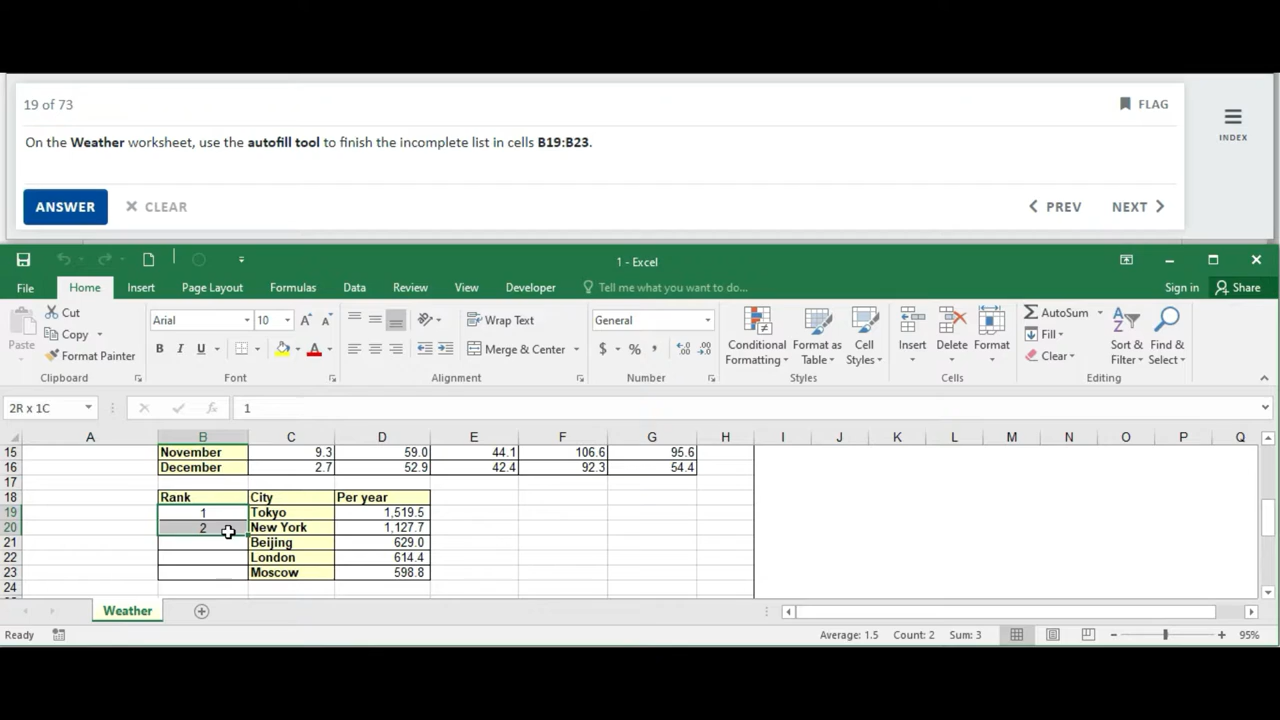 19 of 73
FLAG
INDEX
On the Weather worksheet, use the autofill tool to finish the incomplete list in cells B19:B23.
ANSWER
CLEAR
PREV
NEXT
1 - Excel
File Home Insert Page Layout Formulas Data Review View Developer Tell me what you want to do... Sign in Share
Paste
Cut
Copy
Format Painter
Clipboard
Arial 10
B I U
Font
Wrap Text
Merge & Center
Alignment
General
$ % ,
Number
Conditional Formatting
Format as Table
Cell Styles
Styles
Insert Delete Format
Cells
AutoSum
Fill
Clear
Sort & Filter
Find & Select
Editing
2R x 1C fx 1
A B C D E F G H I J K L M N O P Q
15 November 9.3 59.0 44.1 106.6 95.6
16 December 2.7 52.9 42.4 92.3 54.4
17
18 Rank City Per year
19 1 Tokyo 1,519.5
20 2 New York 1,127.7
21 Beijing 629.0
22 London 614.4
23 Moscow 598.8
24
Weather
Ready Average: 1.5 Count: 2 Sum: 3 95%